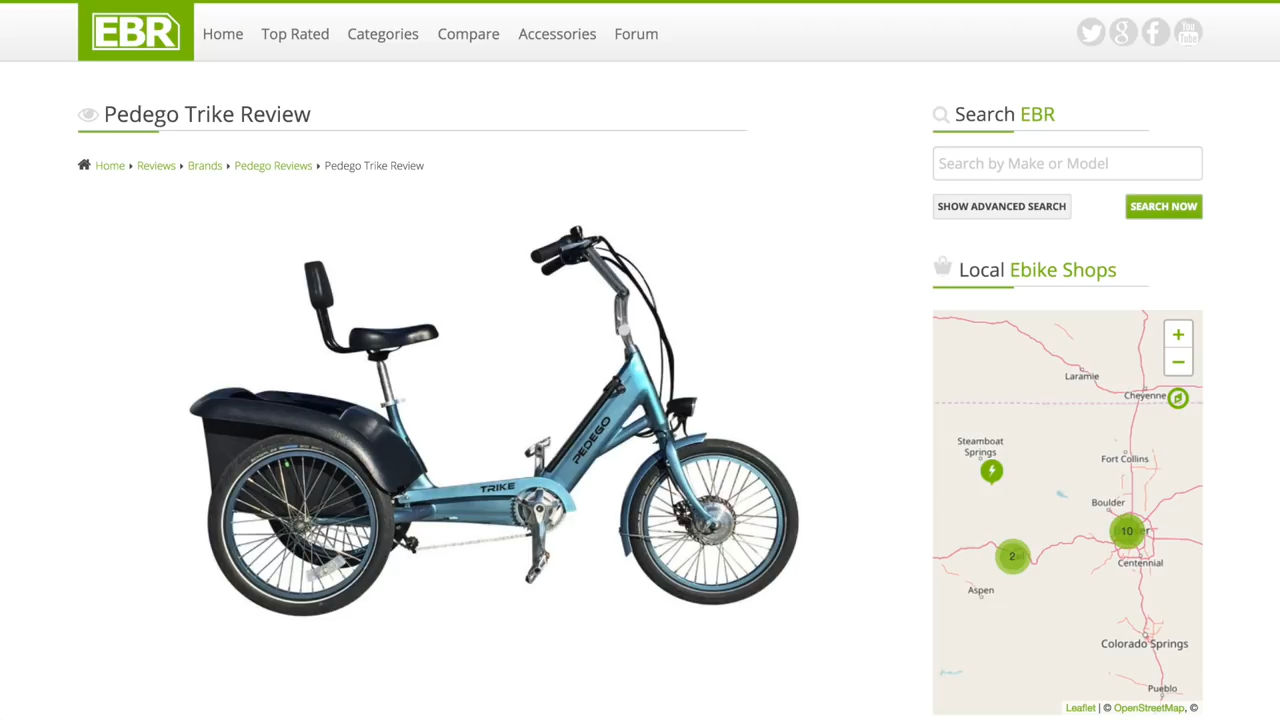 EBR
Home Top Rated Categories Compare Accessories Forum
You
Tube
Pedego Trike Review
Home Reviews Brands Pedego Reviews Pedego Trike Review
PEDEGO
TRIKE
Search EBR
Search by Make or Model
SHOW ADVANCED SEARCH SEARCH NOW
Local Ebike Shops
+
−
Laramie
Cheyenne
Steamboat
Springs
Fort Collins
Boulder
10
2
Centennial
Aspen
Colorado Springs
Pueblo
Leaflet | © OpenStreetMap, ©